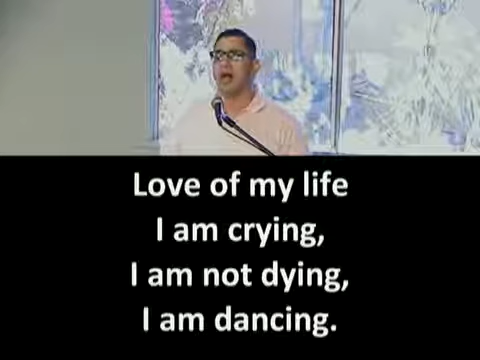 Love of my life
I am crying,
I am not dying,
I am dancing.